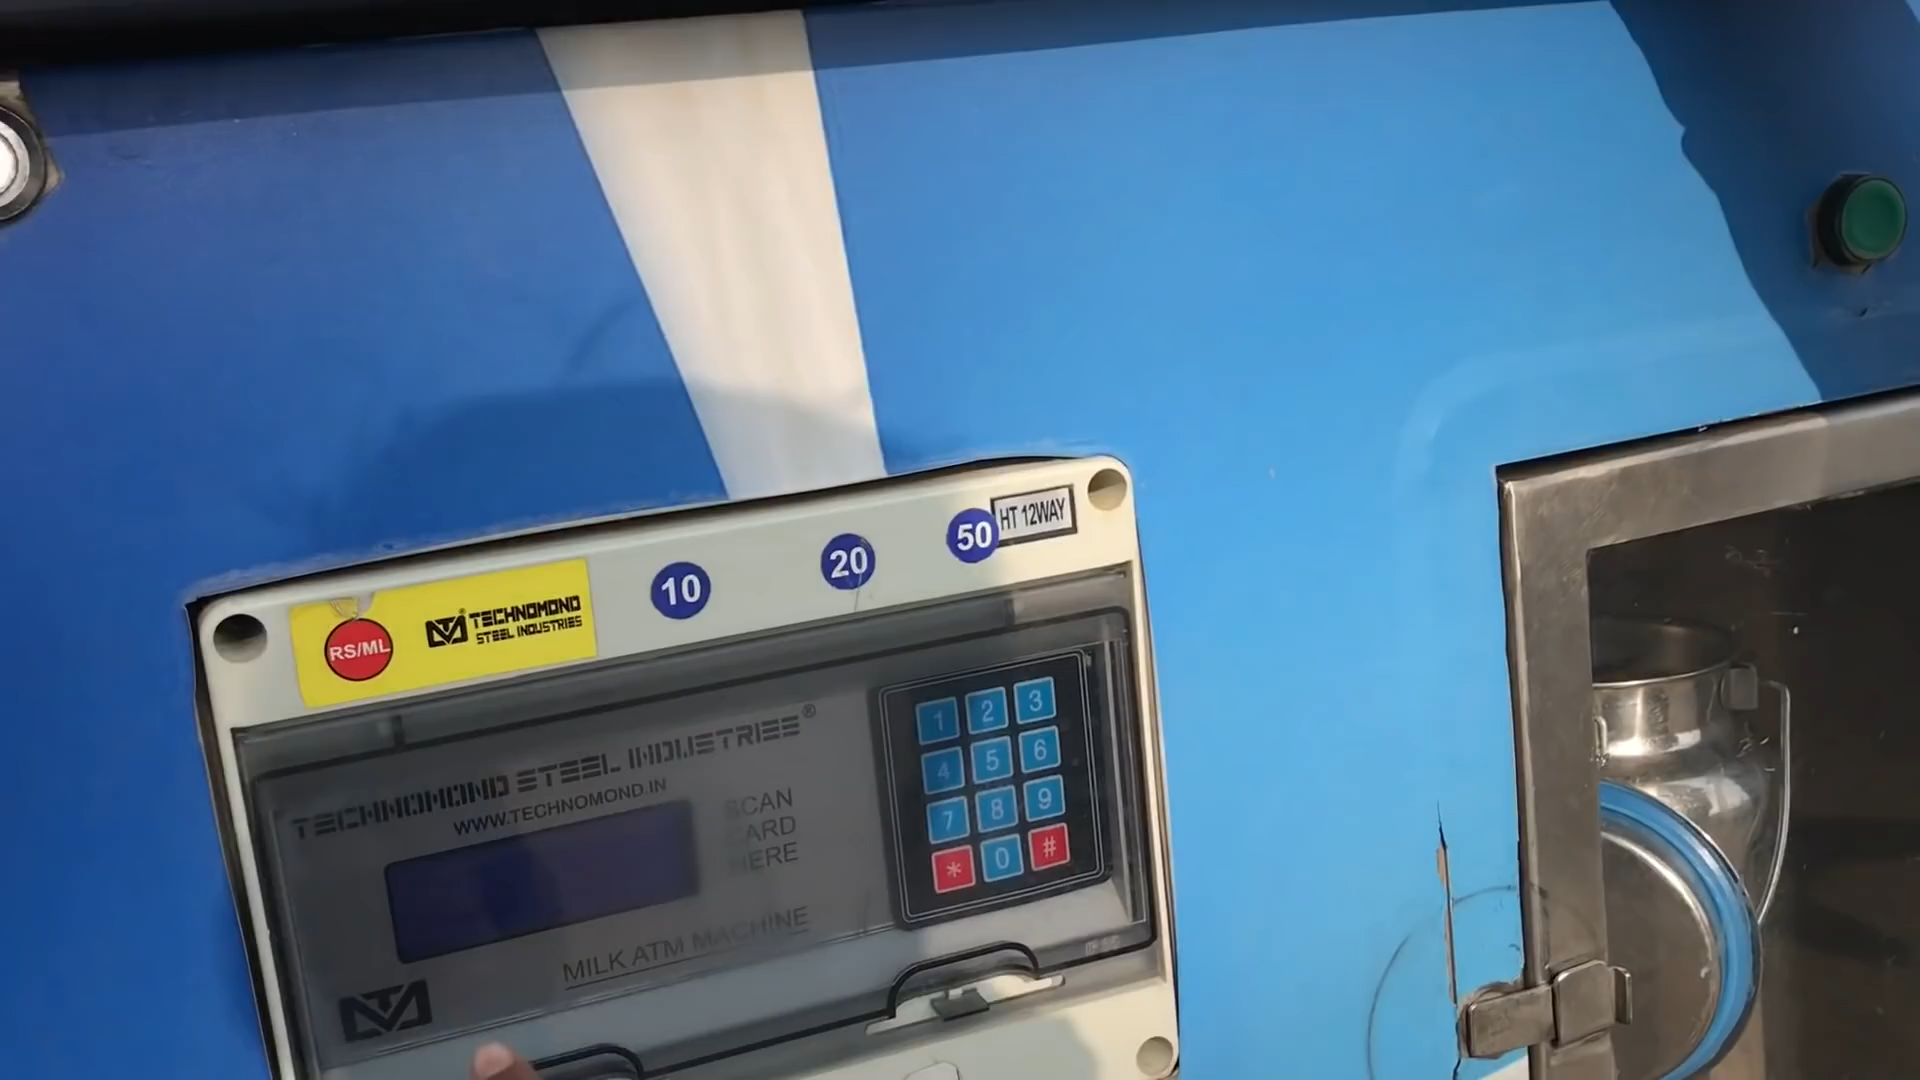 HT 12WAY
10 20 50
RS/ML
TECHNOMOND®
STEEL INDUSTRIES
TECHNOMOND STEEL INDUSTRIES®
WWW.TECHNOMOND.IN
SCAN
CARD
HERE
MILK ATM MACHINE
1 2 3
4 5 6
7 8 9
* 0 #